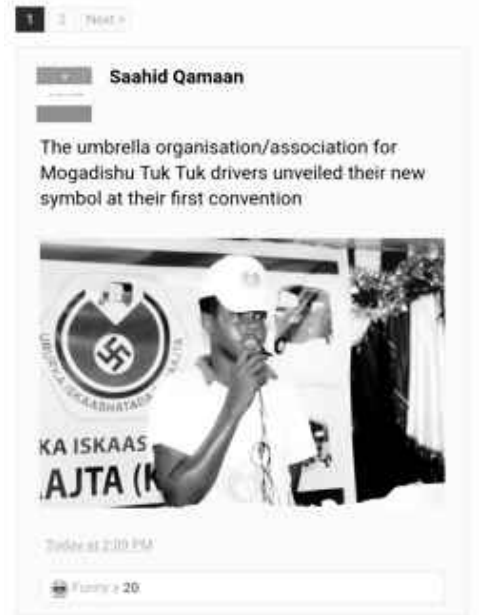 1 2 Next >
Saahid Qamaan
The umbrella organisation/association for
Mogadishu Tuk Tuk drivers unveiled their new
symbol at their first convention
KA ISKAAS
AJTA (K
Today at 2:09 PM
Funny x 20